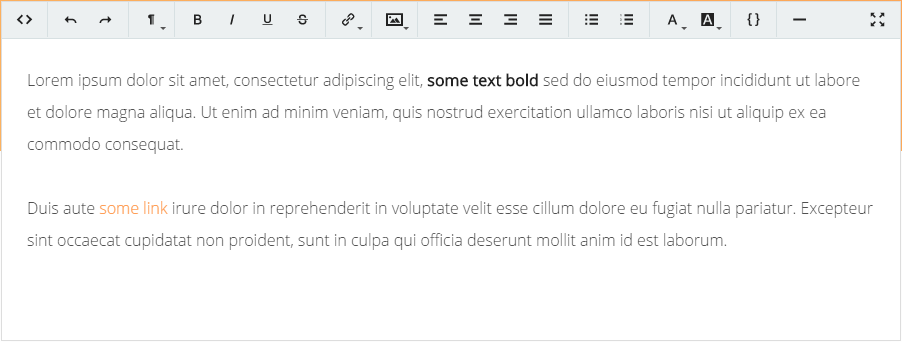 ¶ B I U S A A {}
Lorem ipsum dolor sit amet, consectetur adipiscing elit, some text bold sed do eiusmod tempor incididunt ut labore
et dolore magna aliqua. Ut enim ad minim veniam, quis nostrud exercitation ullamco laboris nisi ut aliquip ex ea
commodo consequat.
Duis aute some link irure dolor in reprehenderit in voluptate velit esse cillum dolore eu fugiat nulla pariatur. Excepteur
sint occaecat cupidatat non proident, sunt in culpa qui officia deserunt mollit anim id est laborum.